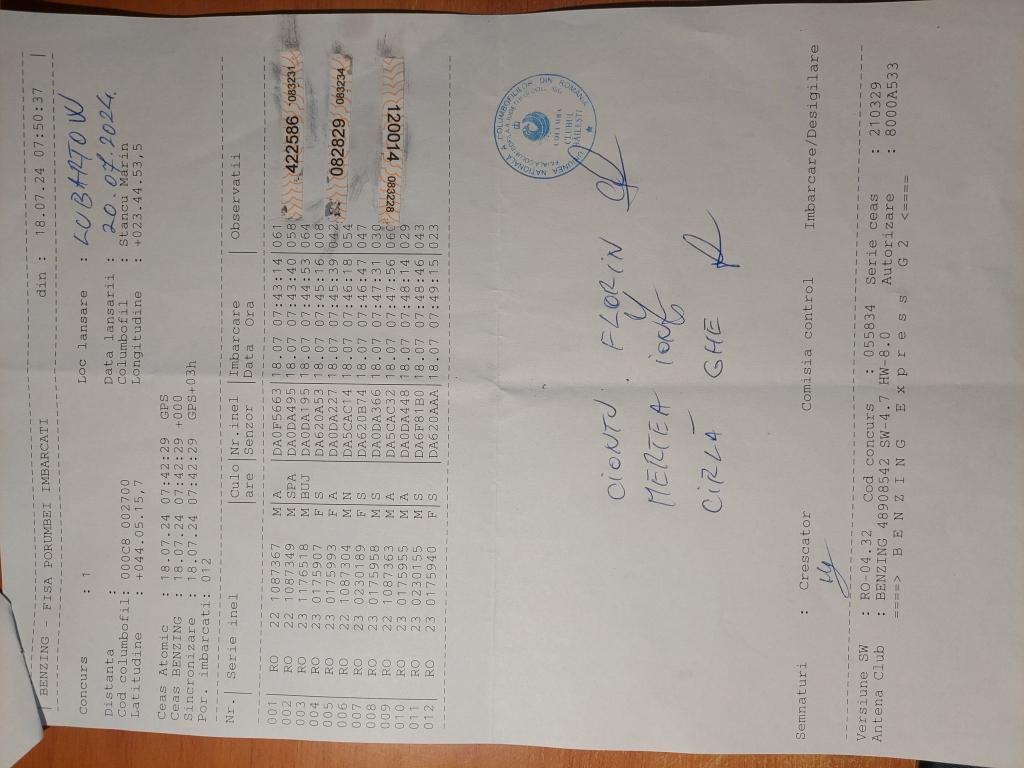 | BENZING - FISA PORUMBEI IMBARCATI din : 18.07.24 07:50:37 |
Concurs : 1 Loc lansare : LUBATOW
Distanta : Data lansarii : 20.07.2024.
Cod columbofil: 000C8 002700 Columbofil : Stancu Marin
Latitudine : +044.05.15,7 Longitudine : +023.44.53,5
Ceas Atomic : 18.07.24 07:42:29 GPS
Ceas BENZING : 18.07.24 07:42:29 +000
Sincronizare : 18.07.24 07:42:29 GPS+03h
Por. imbarcati: 012
Nr.| Serie inel |Culo|Nr.inel |Imbarcare | Observatii
|are |Senzor |Data Ora |
001 | RO 22 1087367 M|A |DA0F5663|18.07 07:43:14|061
002 | RO 22 1087349 M|SPA |DA0DA495|18.07 07:43:40|058
003 | RO 23 1176518 M|BUJ |DA0DA195|18.07 07:44:53|064
004 | RO 23 0175907 F|S |DA620A53|18.07 07:45:16|008
005 | RO 23 0175993 F|A |DA0DA227|18.07 07:45:39|042
006 | RO 22 1087304 M|N |DA5CAC14|18.07 07:46:18|054
007 | RO 23 0230189 F|S |DA620B74|18.07 07:46:47|047
008 | RO 23 0175958 M|S |DA0DA366|18.07 07:47:31|030
009 | RO 22 1087363 M|A |DA5CAC32|18.07 07:47:56|060
010 | RO 23 0175955 M|A |DA0DA448|18.07 07:48:14|029
011 | RO 23 0230155 M|S |DA6F81B0|18.07 07:48:46|043
012 | RO 23 0175940 F|S |DA620AAA|18.07 07:49:15|023
4225586 083231
0828829 083234
083228 120014
UNIUNEA NATIONALA A COLUMBOFILILOR DIN ROMANIA
COLUMBA
CLUBUL
BAILESTI
CIONTU FLORIN
MERTEA ION
CIRLĂ GHE
Semnaturi : Crescator Comisia control Imbarcare/Desigilare
Versiune SW : RO-04.32 Cod concurs : 055834 Serie ceas : 210329
Antena Club : BENZING 48906542 SW-4.7 HW-8.0 Autorizare : 8000A533
====> B E N Z I N G E x p r e s s G 2 <====